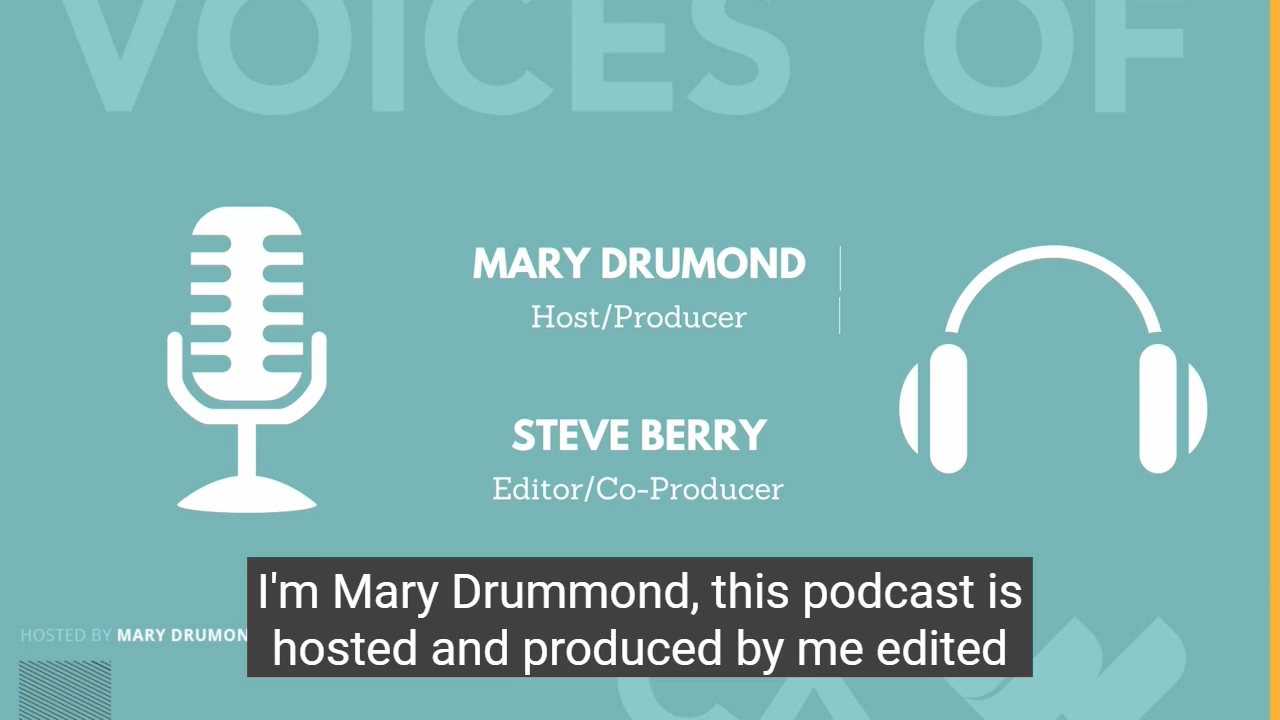 VOICES OF
MARY DRUMOND
Host/Producer
STEVE BERRY
Editor/Co-Producer
I'm Mary Drummond, this podcast is
hosted and produced by me edited
HOSTED BY MARY DRUMON